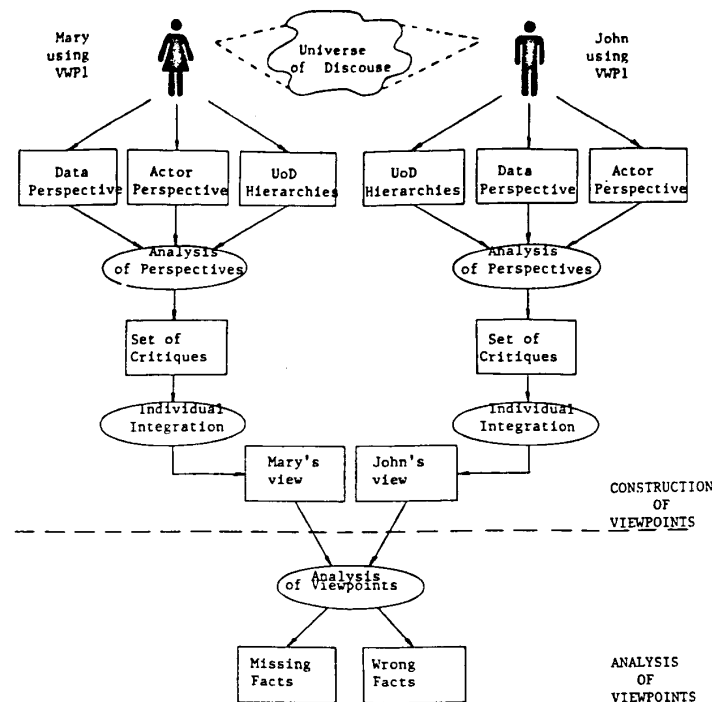 Mary
using
VWP1
Universe
of Discouse
John
using
VWP1
Data
Perspective
Actor
Perspective
UoD
Hierarchies
UoD
Hierarchies
Data
Perspective
Actor
Perspective
Analysis
of Perspectives
Analysis
of Perspectives
Set of
Critiques
Set of
Critiques
Individual
Integration
Individual
Integration
Mary's
view
John's
view
CONSTRUCTION
OF
VIEWPOINTS
Analysis
of Viewpoints
Missing
Facts
Wrong
Facts
ANALYSIS
OF
VIEWPOINTS